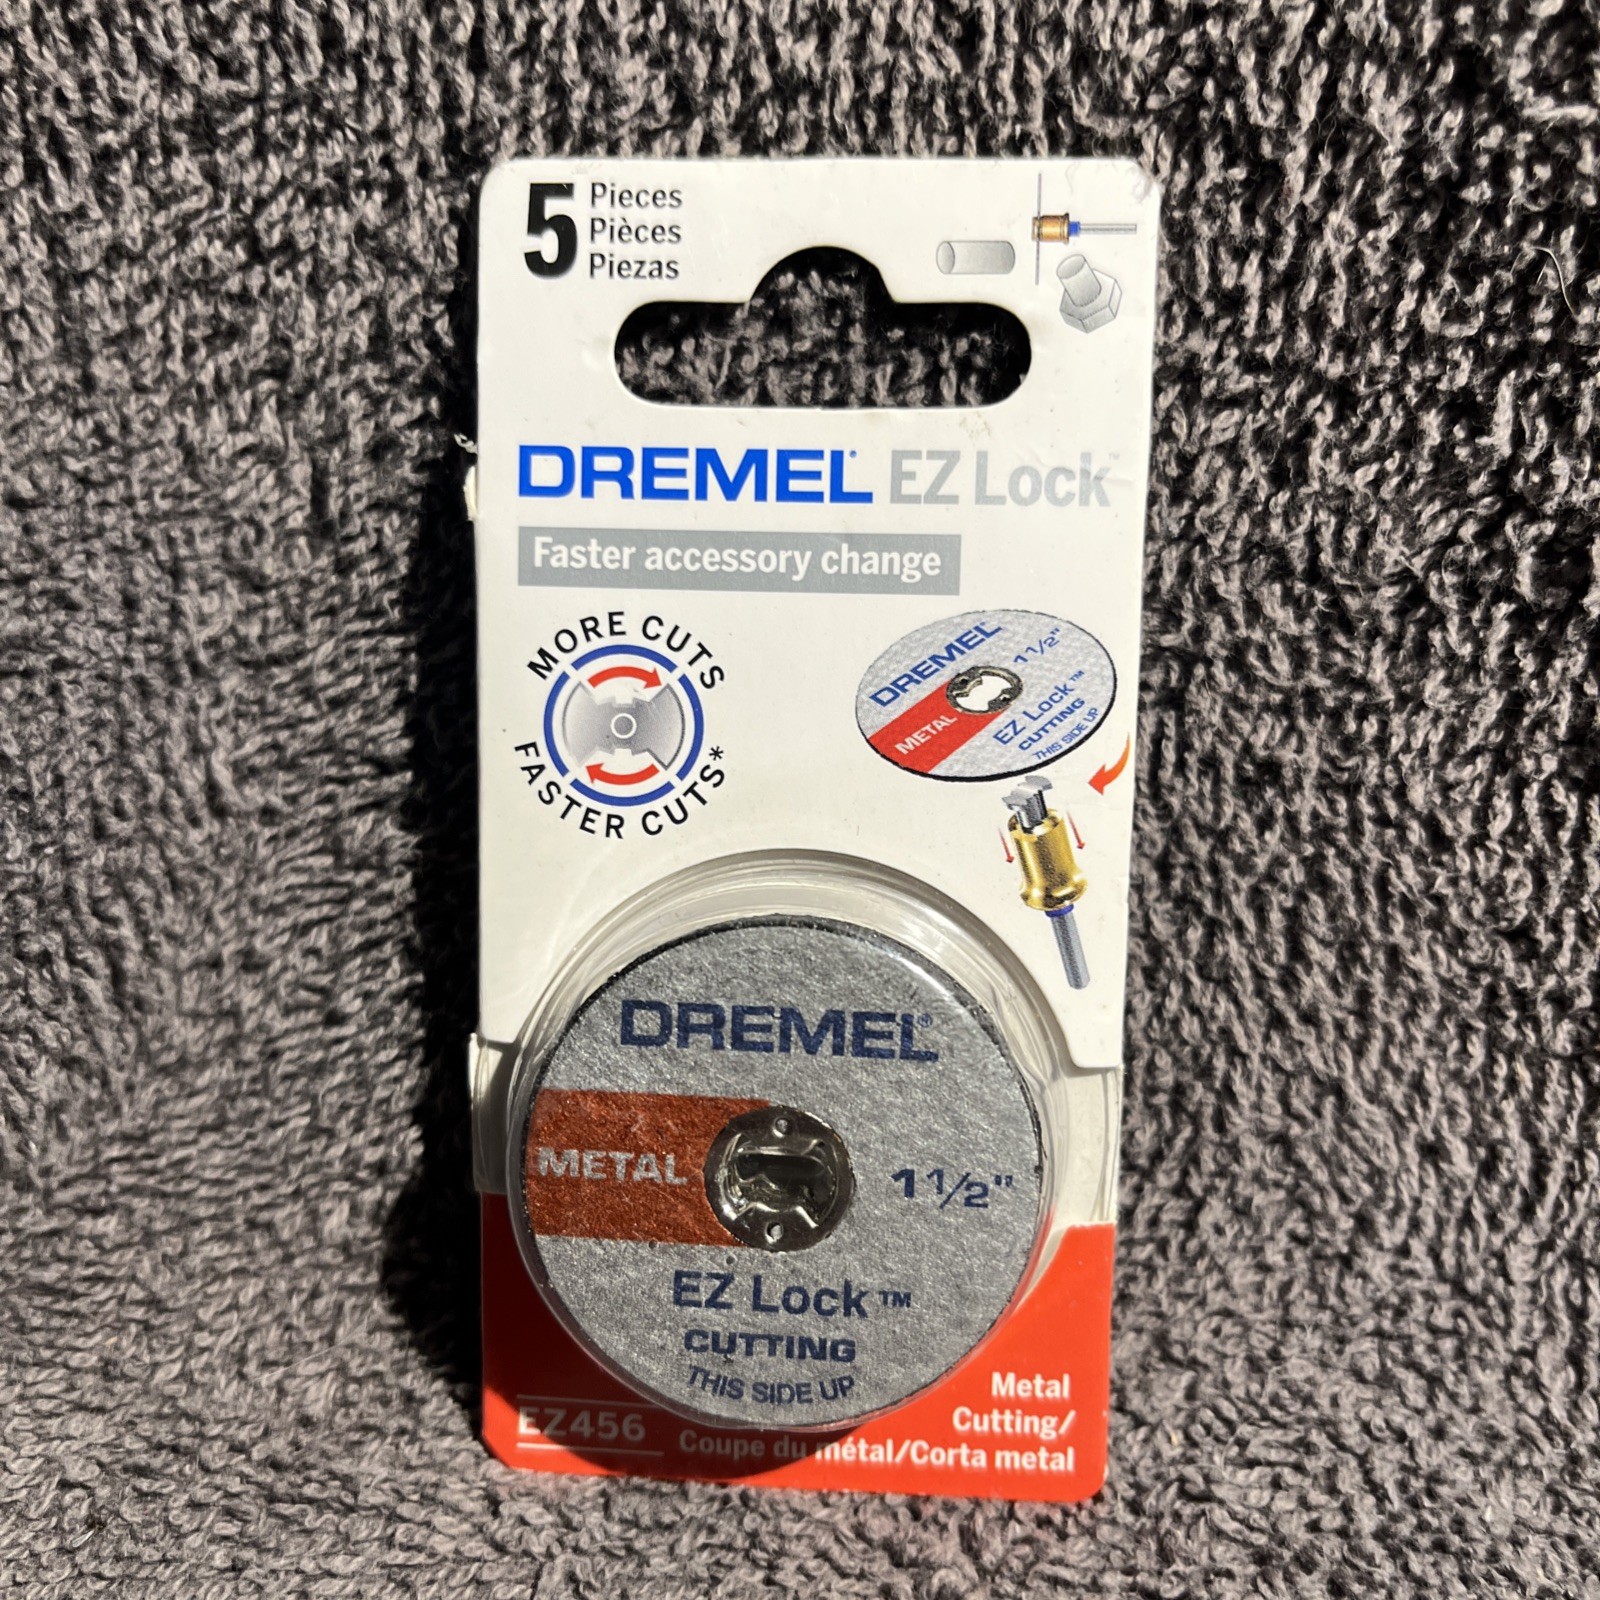 5 Pieces
Pièces
Piezas
DREMEL® EZ Lock™
Faster accessory change
MORE CUTS
FASTER CUTS*
DREMEL
1 1/2"
METAL
EZ Lock™
CUTTING
THIS SIDE UP
DREMEL®
METAL
1 1/2"
EZ Lock™
CUTTING
THIS SIDE UP
EZ456
Metal
Cutting/
Coupe du métal/Corta metal